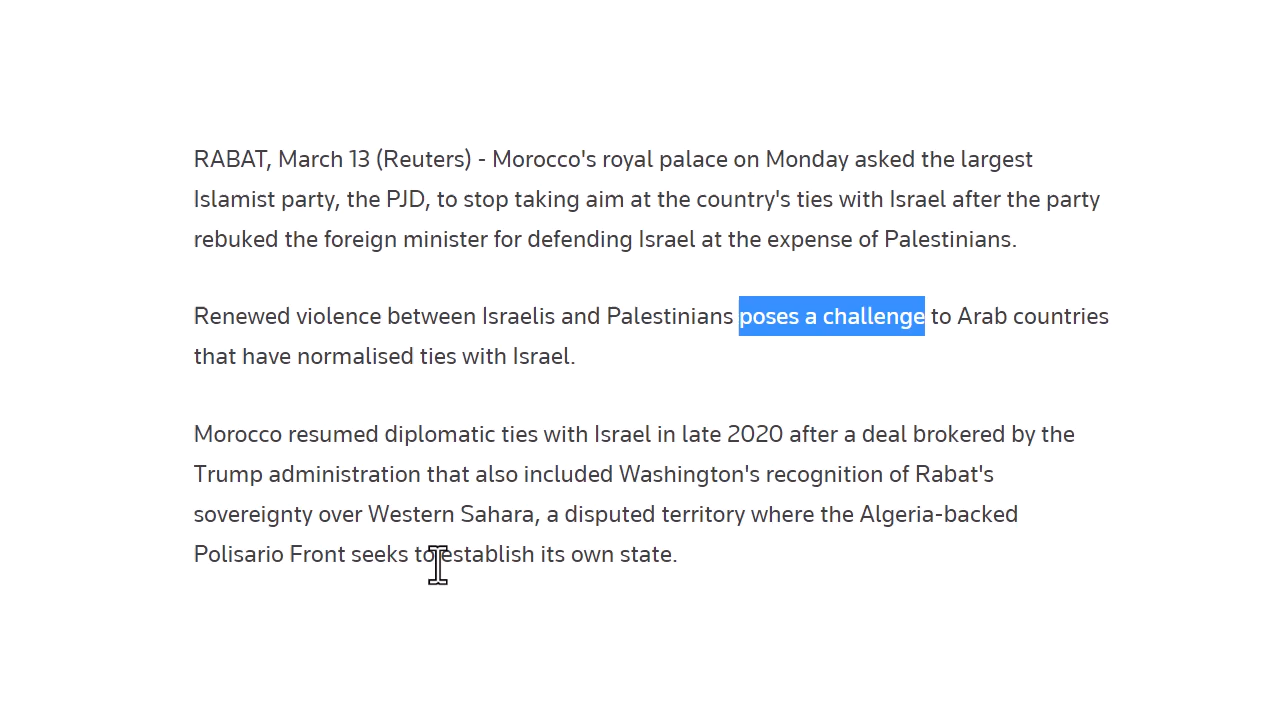 RABAT, March 13 (Reuters) - Morocco's royal palace on Monday asked the largest
Islamist party, the PJD, to stop taking aim at the country's ties with Israel after the party
rebuked the foreign minister for defending Israel at the expense of Palestinians.
Renewed violence between Israelis and Palestinians poses a challenge to Arab countries
that have normalised ties with Israel.
Morocco resumed diplomatic ties with Israel in late 2020 after a deal brokered by the
Trump administration that also included Washington's recognition of Rabat's
sovereignty over Western Sahara, a disputed territory where the Algeria-backed
Polisario Front seeks to establish its own state.